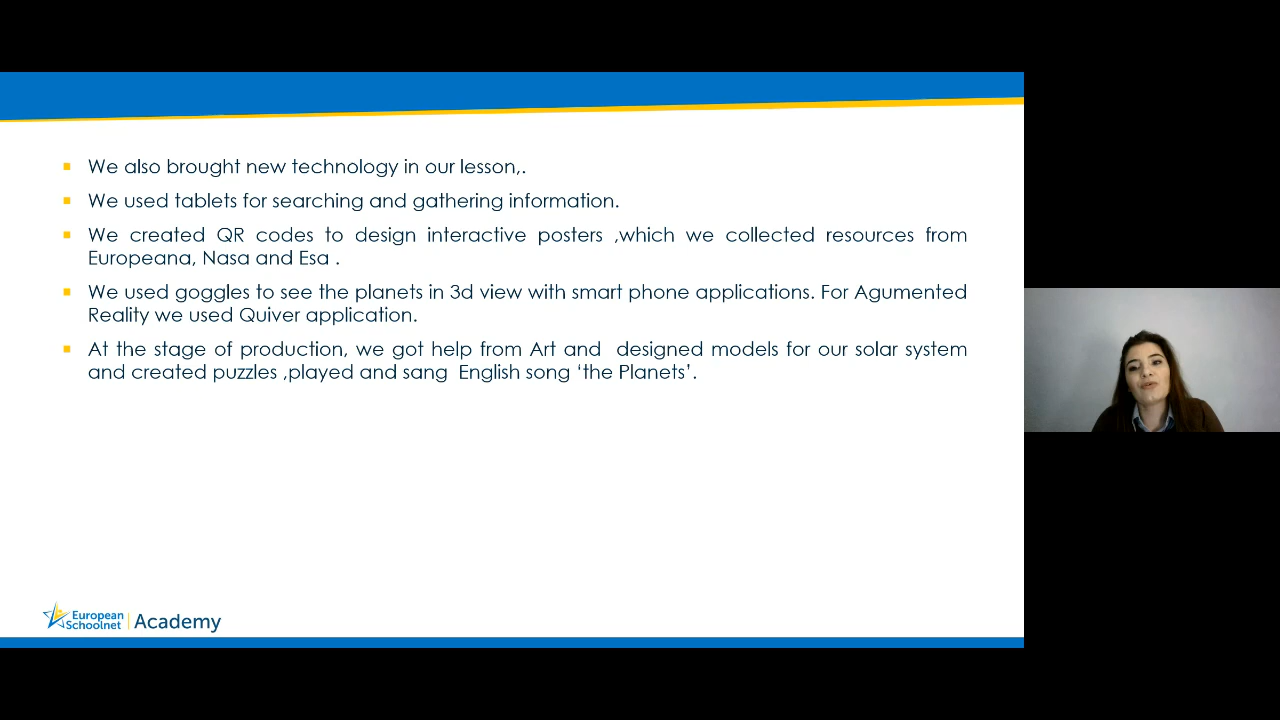 We also brought new technology in our lesson,.
We used tablets for searching and gathering information.
We created QR codes to design interactive posters ,which we collected resources from
Europeana, Nasa and Esa .
We used goggles to see the planets in 3d view with smart phone applications. For Agumented
Reality we used Quiver application.
At the stage of production, we got help from Art and  designed models for our solar system
and created puzzles ,played and sang  English song ‘the Planets’.
European
Schoolnet
Academy